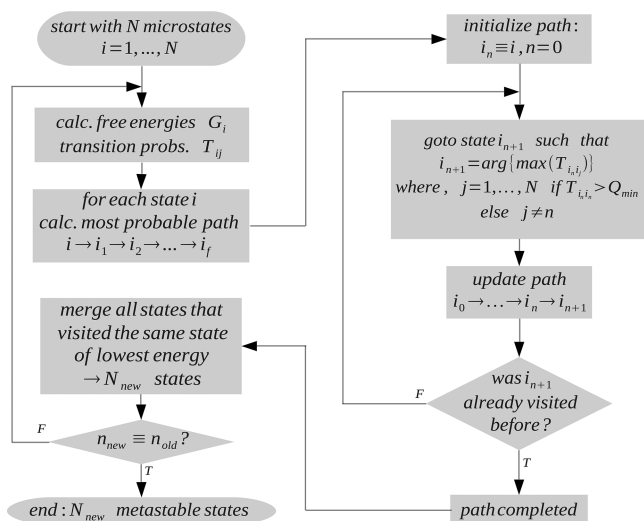 start with N microstates
i=1, ..., N
calc. free energies G_i
transition probs. T_ij
for each state i
calc. most probable path
i→i_1→i_2→...→i_f
merge all states that
visited the same state
of lowest energy
→N_new states
n_new ≡ n_old ?
F
T
end : N_new metastable states
initialize path :
i_n≡i , n=0
goto state i_{n+1} such that
i_{n+1}=arg{max(T_{i_n i_j})}
where , j=1,..., N if T_{i_n i_n}>Q_min
else j≠n
update path
i_0→...→i_n→i_{n+1}
was i_{n+1}
already visited
before ?
F
T
path completed